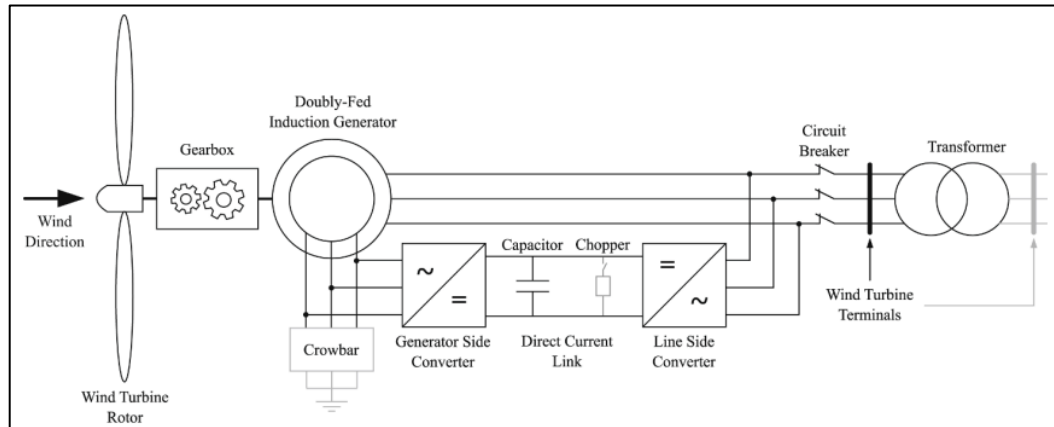 Doubly-Fed
Induction Generator
Gearbox
Circuit
Breaker
Transformer
Wind
Direction
Capacitor
Chopper
~
=
=
~
Wind Turbine
Terminals
Crowbar
Generator Side
Converter
Direct Current
Link
Line Side
Converter
Wind Turbine
Rotor